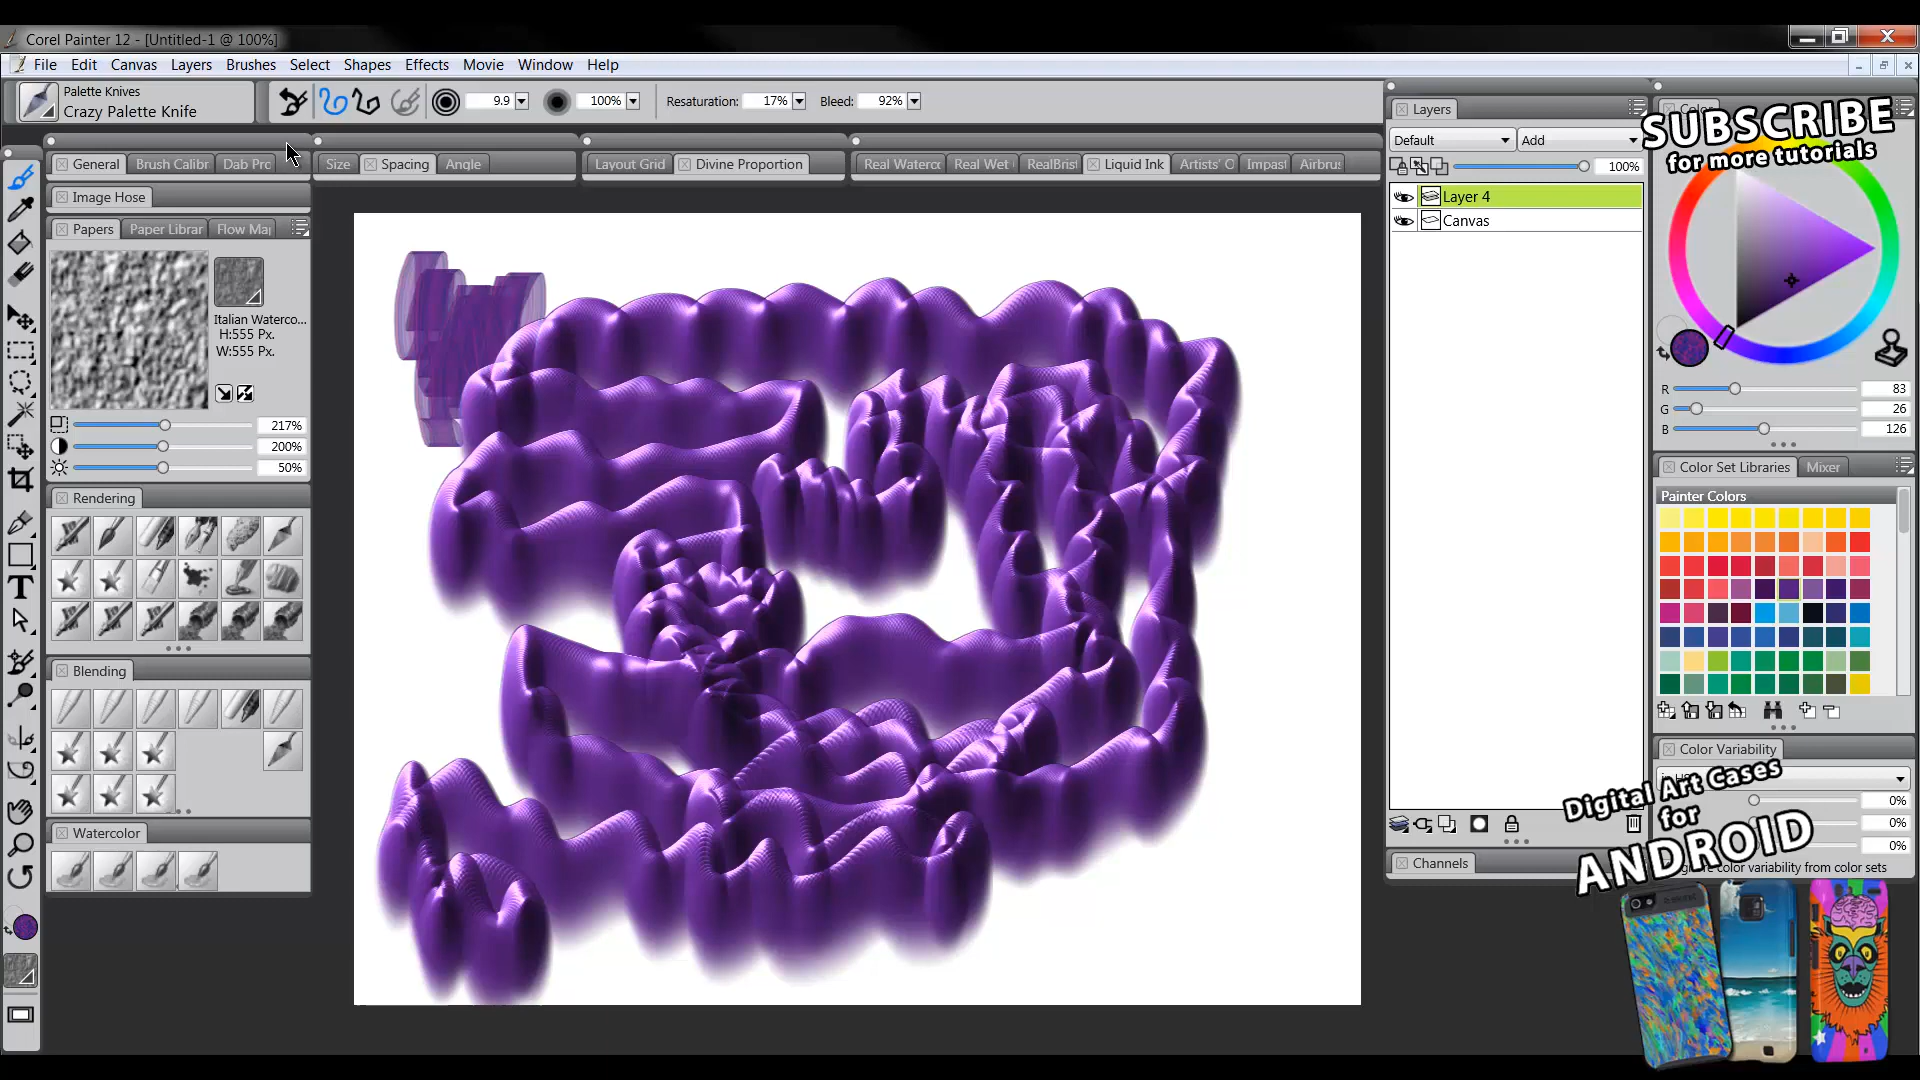 Corel Painter 12 - [Untitled-1 @ 100%]
File Edit Canvas Layers Brushes Select Shapes Effects Movie Window Help
Palette Knives
Crazy Palette Knife
9.9 100% Resaturation: 17% Bleed: 92%
General Brush Calibr Dab Pro
Size Spacing Angle
Layout Grid Divine Proportion
Real Waterco Real Wet RealBrist Liquid Ink Artists' O Impast Airbrus
Image Hose
Papers Paper Librar Flow Map
Italian Waterco...
H:555 Px.
W:555 Px.
217%
200%
50%
Rendering
Blending
Watercolor
Layers
Default Add
100%
Layer 4
Canvas
Channels
Color
SUBSCRIBE
for more tutorials
R 83
G 26
B 126
Color Set Libraries Mixer
Painter Colors
Color Variability
0%
0%
0%
color variability from color sets
Digital Art Cases
for
ANDROID